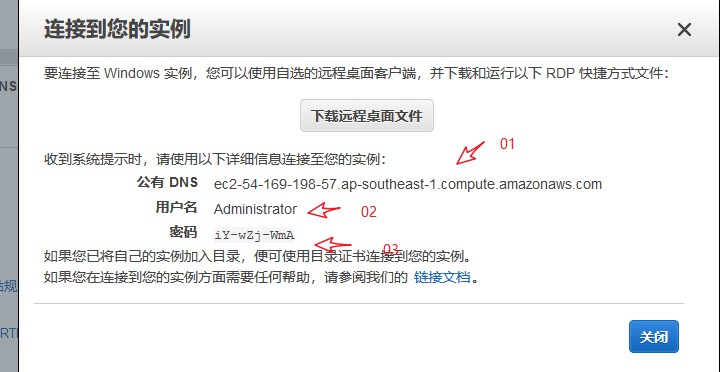 连接到您的实例
NS
要连接至 Windows 实例，您可以使用自选的远程桌面客户端，并下载和运行以下 RDP 快捷方式文件：
下载远程桌面文件
01
收到系统提示时，请使用以下详细信息连接至您的实例：
公有 DNS ec2-54-169-198-57.ap-southeast-1.compute.amazonaws.com
用户名 Administrator 02
密码 iY-wZj-WmA
03
如果您已将自己的实例加入目录，便可使用目录证书连接到您的实例。
如果您在连接到您的实例方面需要任何帮助，请参阅我们的 链接文档。
占规
RTI
关闭